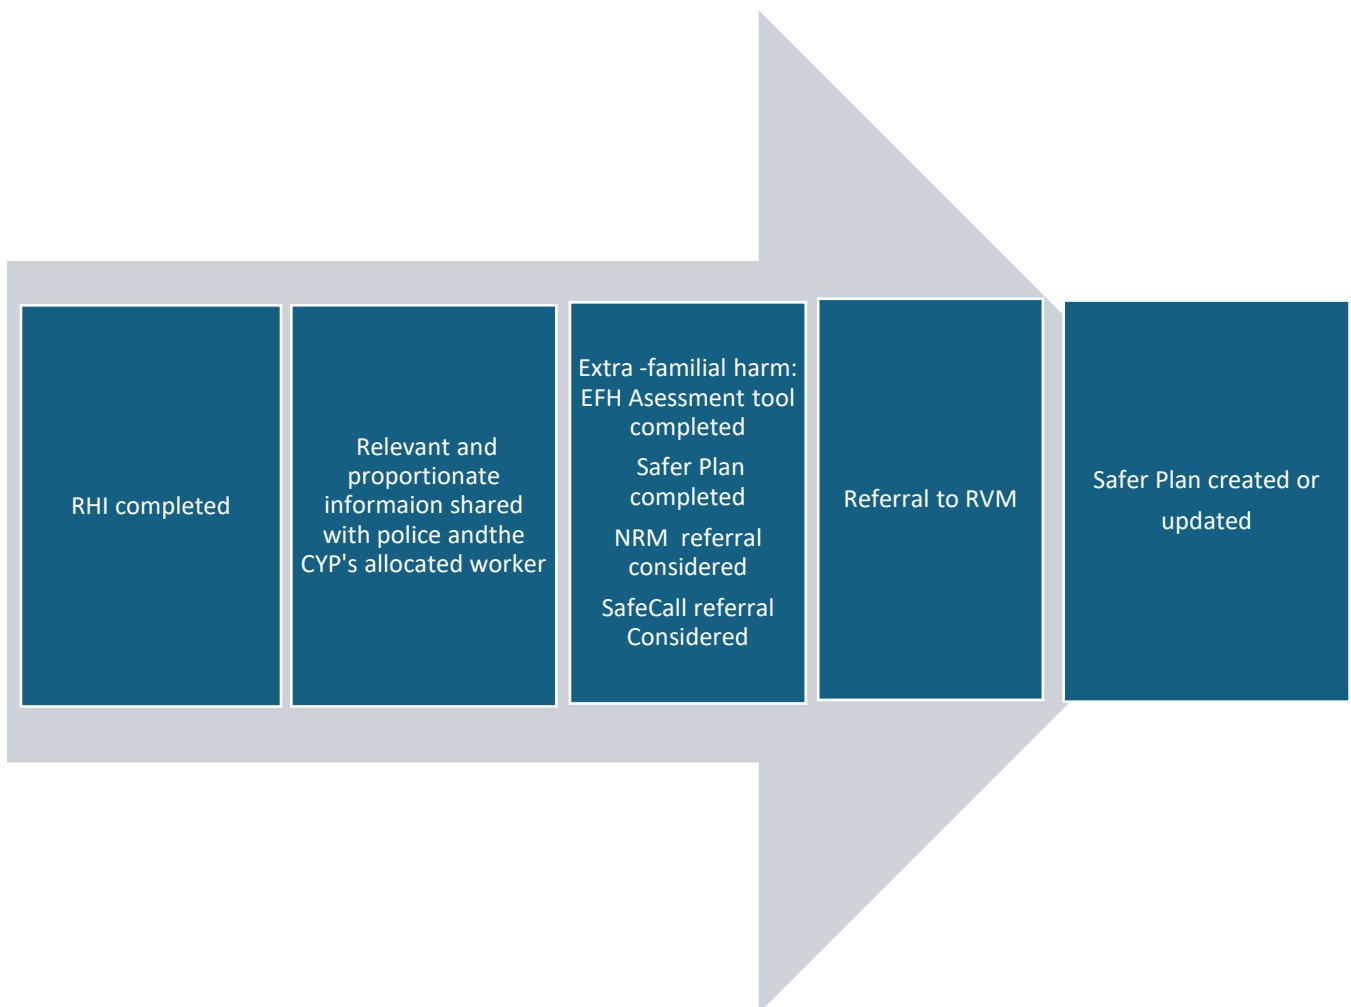 RHI completed
Relevant and
proportionate
informaion shared
with police andthe
CYP's allocated worker
Extra -familial harm:
EFH Asessment tool
completed
Safer Plan
completed
NRM  referral
considered
SafeCall referral
Considered
Referral to RVM
Safer Plan created or
updated